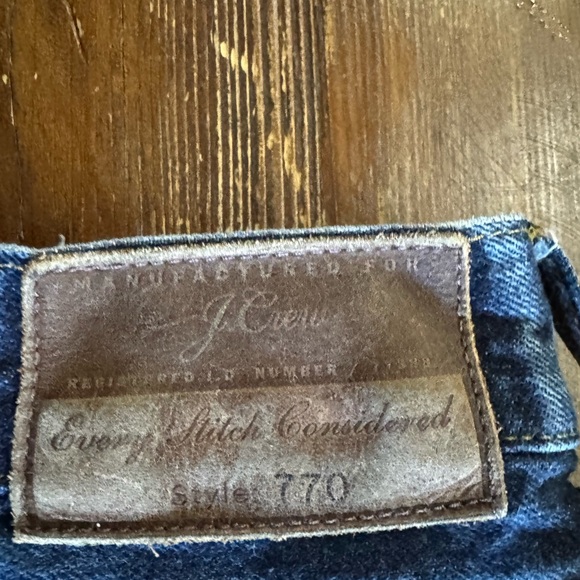 MANUFACTURED FOR
J.Crew
REGISTERED I.D. NUMBER
Every Stitch Considered
Style: 770